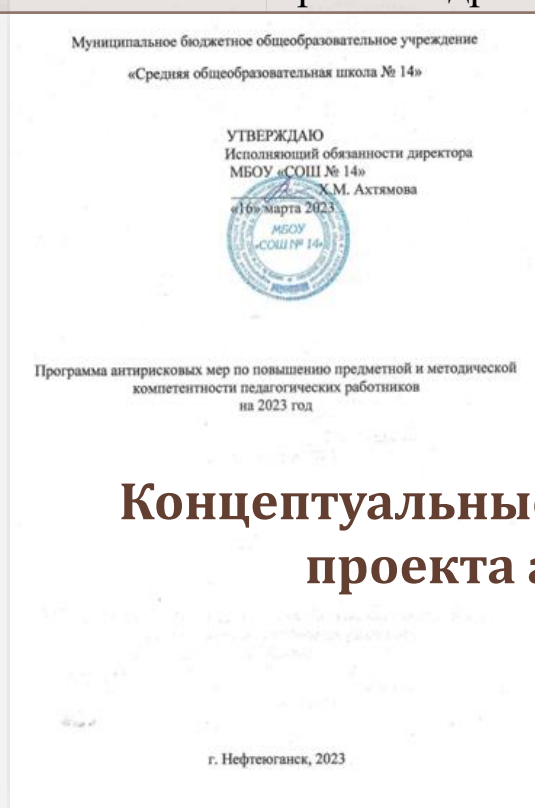 Муниципальное бюджетное общеобразовательное учреждение
«Средняя общеобразовательная школа № 14»
УТВЕРЖДАЮ
Исполняющий обязанности директора
МБОУ «СОШ № 14»
Х.М. Ахтямова
«16» марта 2023
МБОУ
«СОШ № 14»
Программа антирисковых мер по повышению предметной и методической
компетентности педагогических работников
на 2023 год
Концептуальны
проекта
г. Нефтеюганск, 2023